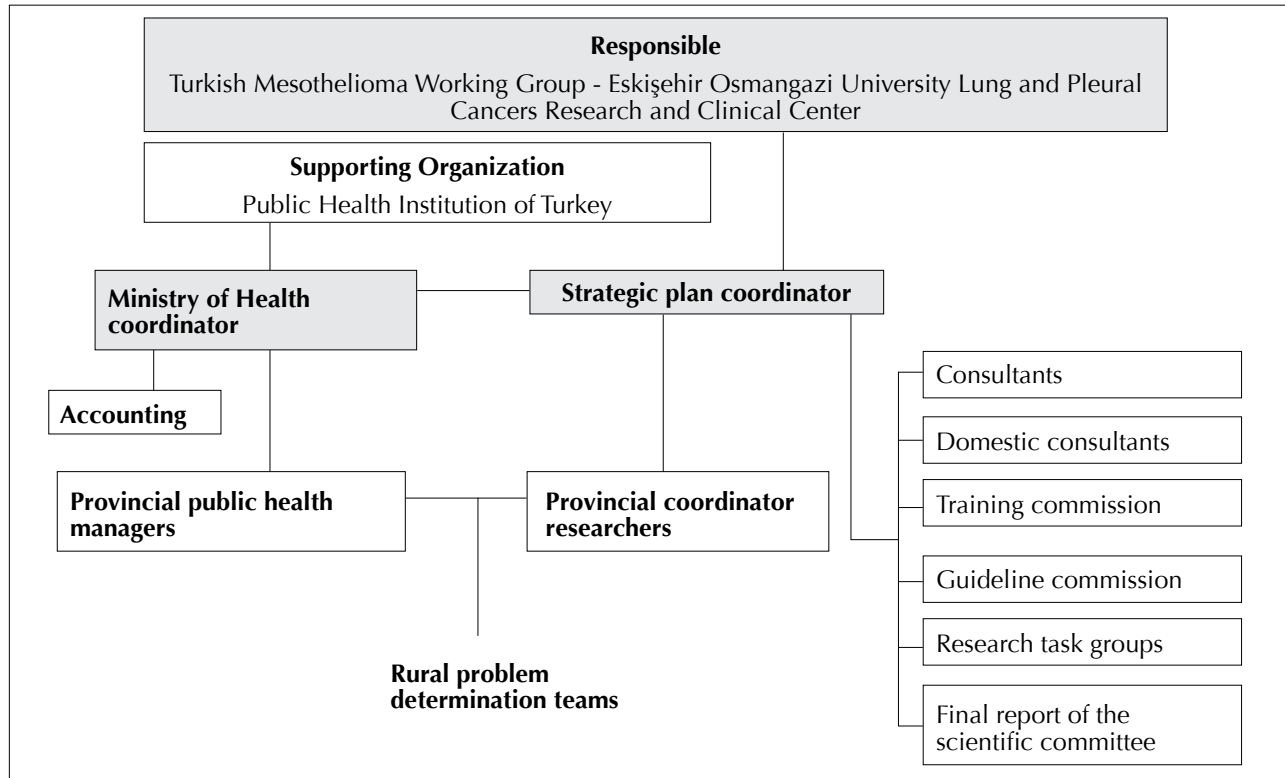 Responsible
Turkish Mesothelioma Working Group - Eskişehir Osmangazi University Lung and Pleural
Cancers Research and Clinical Center
Supporting Organization
Public Health Institution of Turkey
Ministry of Health
coordinator
Strategic plan coordinator
Accounting
Provincial public health
managers
Provincial coordinator
researchers
Rural problem
determination teams
Consultants
Domestic consultants
Training commission
Guideline commission
Research task groups
Final report of the
scientific committee